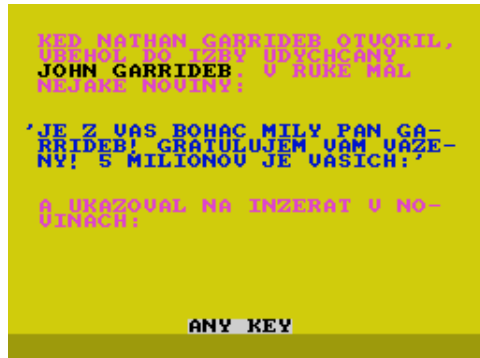 KED NATHAN GARRIDEB OTVORIL,
VBEHOL DO IZBY UDYCHCANY
JOHN GARRIDEB. V RUKE MAL
NEJAKE NOVINY:
'JE Z VAS BOHAC MILY PAN GA-
RRIDEB! GRATULUJEM VAM VAZE-
NY! 5 MILIONOV JE VASICH:'
A UKAZOVAL NA INZERAT V NO-
VINACH:
ANY KEY